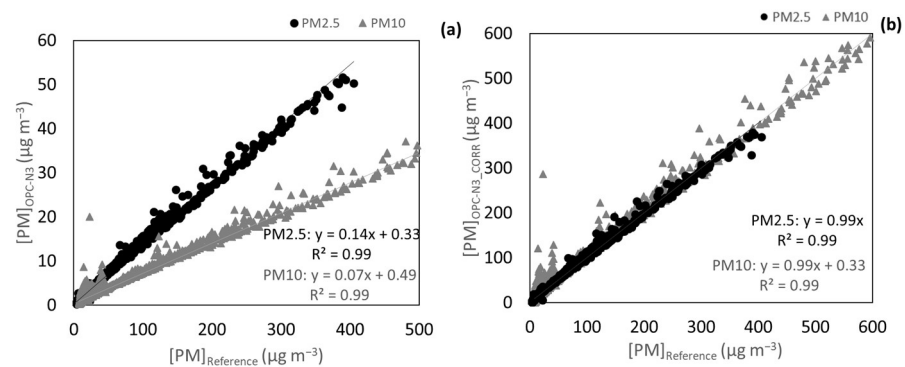 PM2.5 PM10
(a)
60
50
40
30
20
10
0
[PM]OPC-N3 (µg m⁻³)
PM2.5: y = 0.14x + 0.33
R² = 0.99
PM10: y = 0.07x + 0.49
R² = 0.99
0 100 200 300 400 500
[PM]Reference (µg m⁻³)
PM2.5 PM10
(b)
600
500
400
300
200
100
0
[PM]OPC-N3_CORR (µg m⁻³)
PM2.5: y = 0.99x
R² = 0.99
PM10: y = 0.99x + 0.33
R² = 0.99
0 100 200 300 400 500 600
[PM]Reference (µg m⁻³)